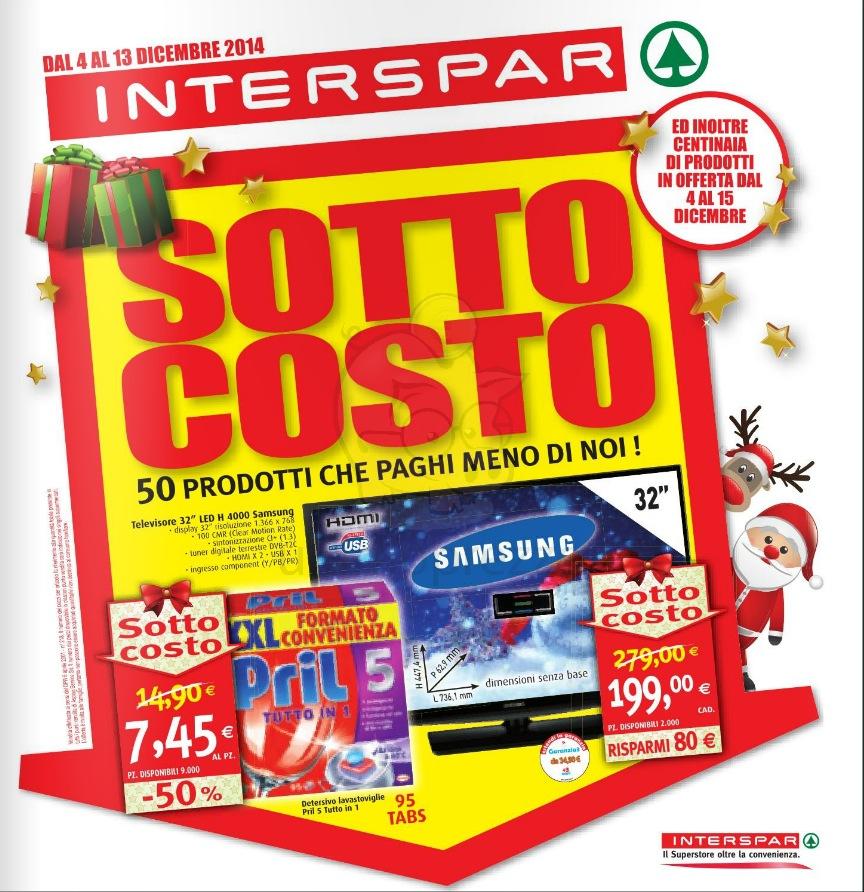 DAL 4 AL 13 DICEMBRE 2014
INTERSPAR
ED INOLTRE
CENTINAIA
DI PRODOTTI
IN OFFERTA DAL
4 AL 15
DICEMBRE
SOTTO
COSTO
50 PRODOTTI CHE PAGHI MENO DI NOI !
Televisore 32" LED H 4000 Samsung
- display 32" risoluzione 1.366 x 768
- 100 CMR (Clear Motion Rate)
- sintonizzazione CI+ (1.3)
- tuner digitale terrestre DVB-T2C
- HDMI X 2 - USB X 1
- ingresso component (Y/PB/PR)
HDMI
USB
32"
SAMSUNG
H 447,4 mm
P 62,9 mm
L 736,1 mm
dimensioni senza base
Sotto
costo
14,90 €
7,45 €
AL PZ.
PZ. DISPONIBILI 9.000
-50 %
Pril 5
XXL FORMATO
CONVENIENZA
Pril 5
TUTTO IN 1
Detersivo lavastoviglie
Pril 5 Tutto in 1
95
TABS
Garanzia3
da 34,90 €
Sotto
costo
279,00 €
199,00 €
CAD.
PZ. DISPONIBILI 2.000
RISPARMI 80 €
INTERSPAR
Il Superstore oltre la convenienza.